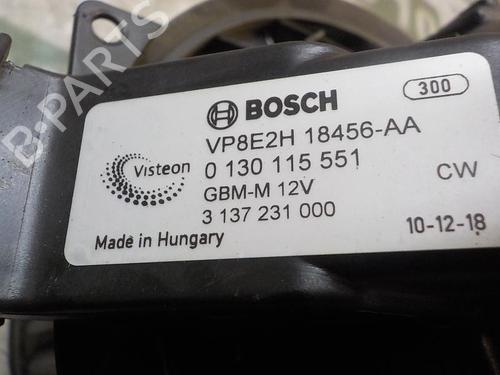 B-PARTS
BOSCH
300
VP8E2H 18456-AA
Visteon
0 130 115 551
CW
GBM-M 12V
3 137 231 000
10-12-18
Made in Hungary